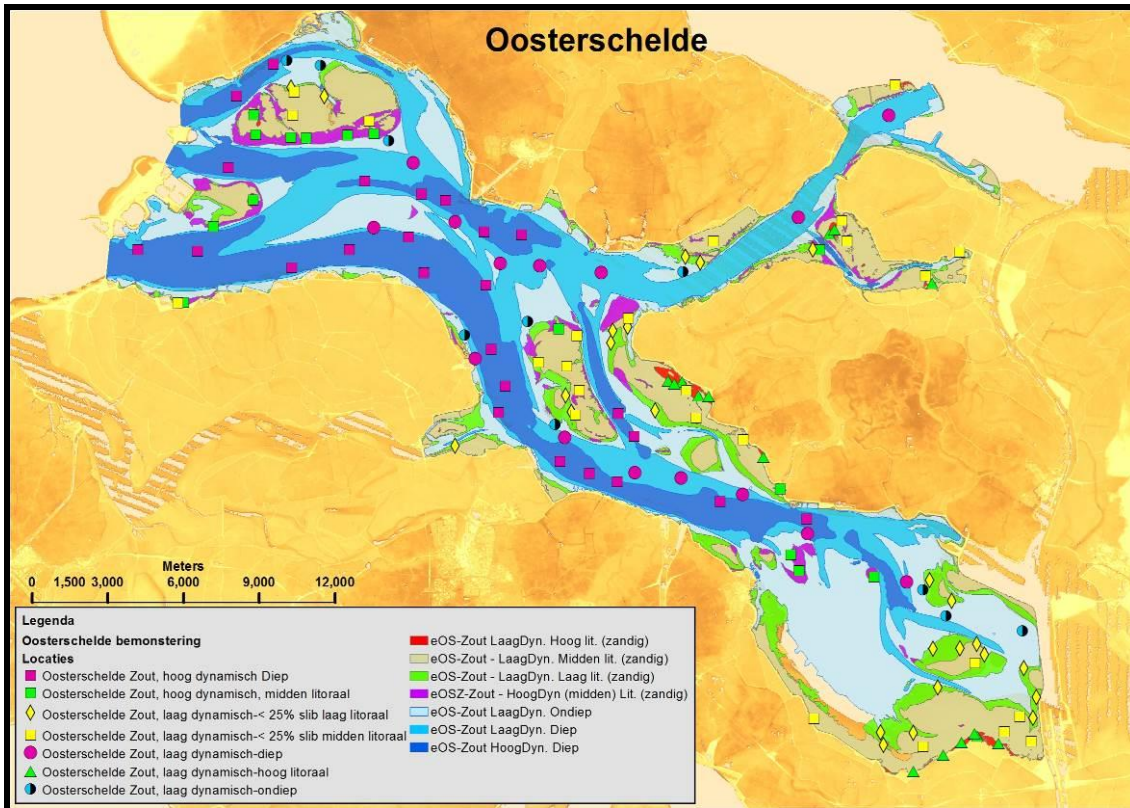 Oosterschelde
Meters
0 1,500 3,000 6,000 9,000 12,000
Legenda
Oosterschelde bemonstering
Locaties
Oosterschelde Zout, hoog dynamisch Diep
Oosterschelde Zout, hoog dynamisch, midden litoraal
Oosterschelde Zout, laag dynamisch-< 25% slib laag litoraal
Oosterschelde Zout, laag dynamisch-< 25% slib midden litoraal
Oosterschelde Zout, laag dynamisch-diep
Oosterschelde Zout, laag dynamisch-hoog litoraal
Oosterschelde Zout, laag dynamisch-ondiep
eOS-Zout LaagDyn. Hoog lit. (zandig)
eOS-Zout - LaagDyn. Midden lit. (zandig)
eOS-Zout - LaagDyn. Laag lit. (zandig)
eOSZ-Zout - HoogDyn (midden) Lit. (zandig)
eOS-Zout LaagDyn. Ondiep
eOS-Zout LaagDyn. Diep
eOS-Zout HoogDyn. Diep